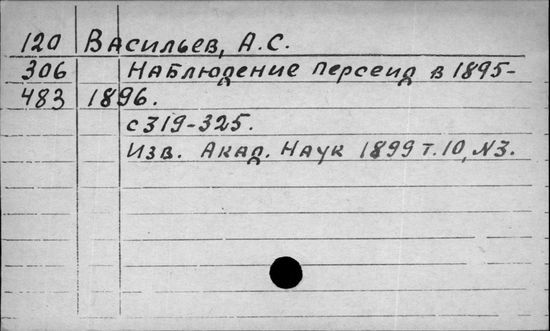 120 Васильев, А.С.
306 Наблюдение Персеид в 1895-
483 1896.
с 319-325.
Изв. Акад. Наук 1899 т. 10, №3.